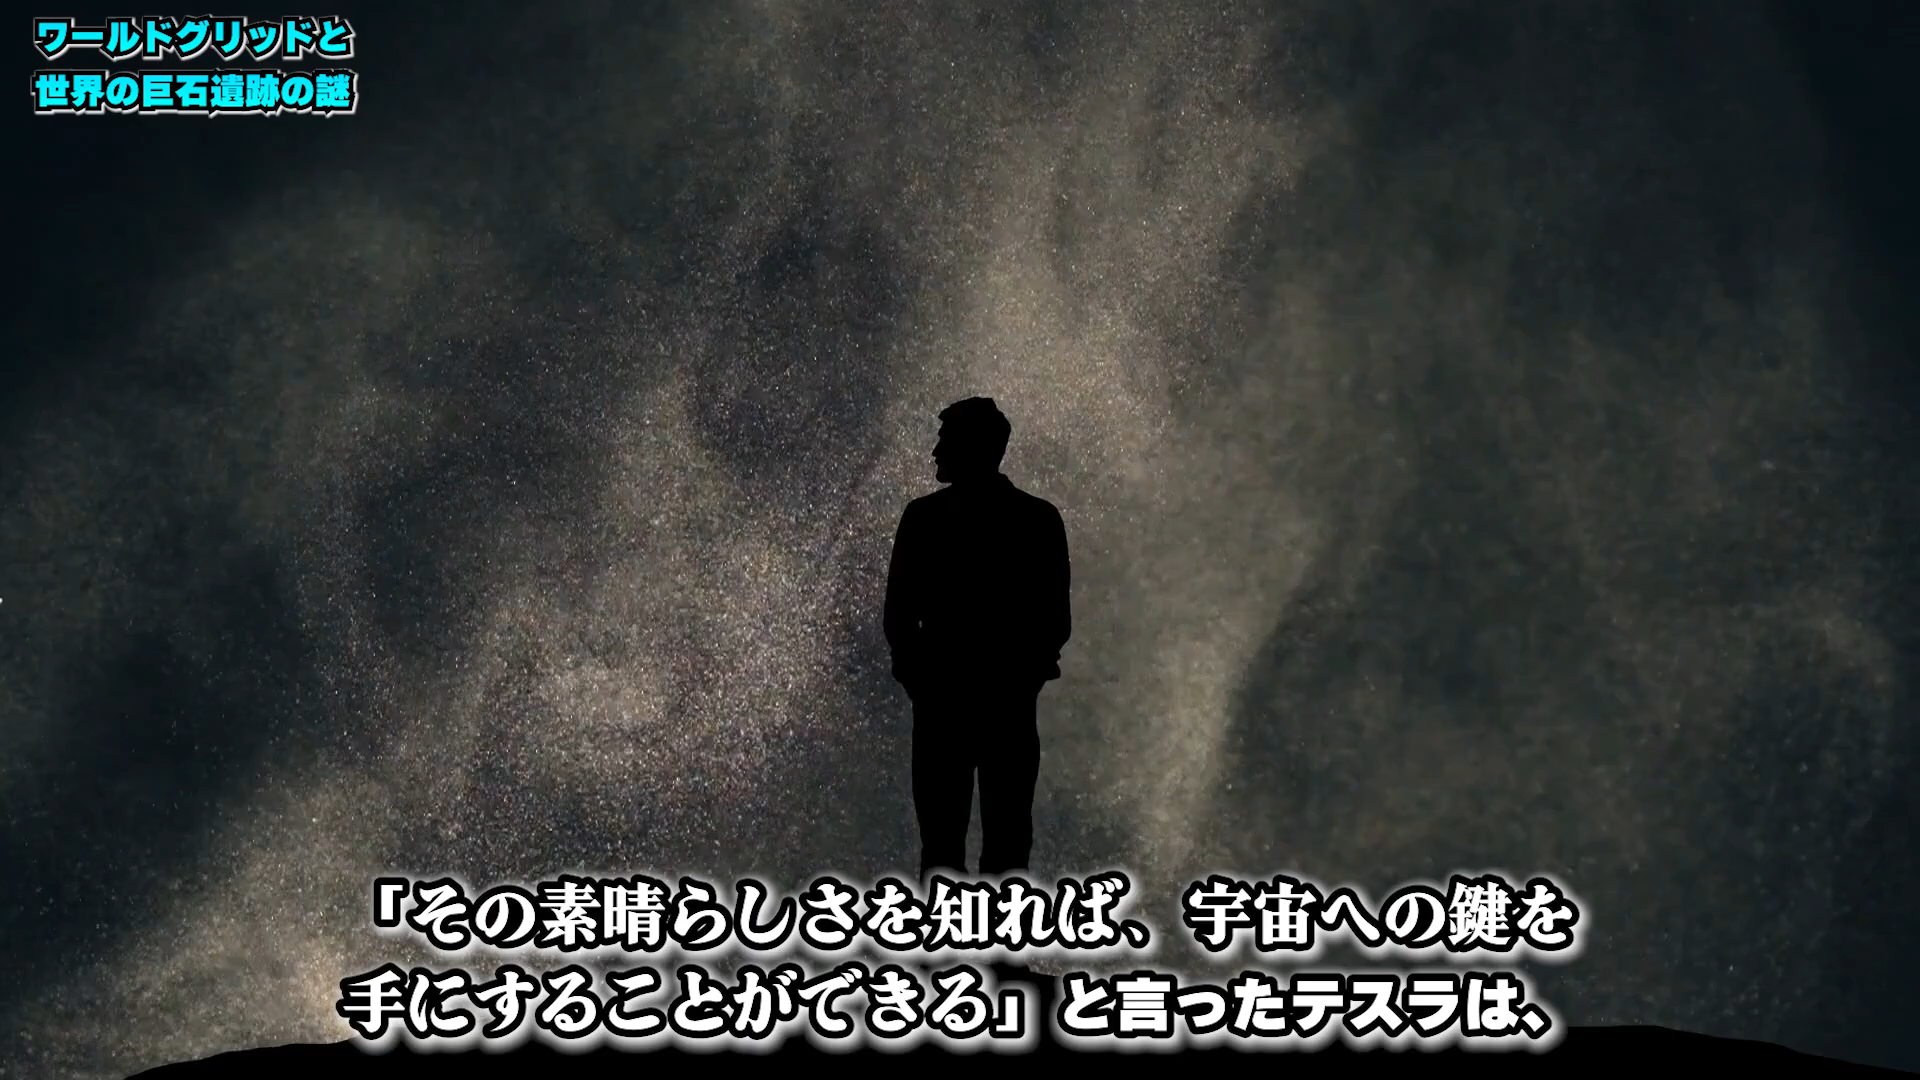 ワールドグリッドと
世界の巨石遺跡の謎
「その素晴らしさを知れば、宇宙への鍵を
手にすることができる」と言ったテスラは、